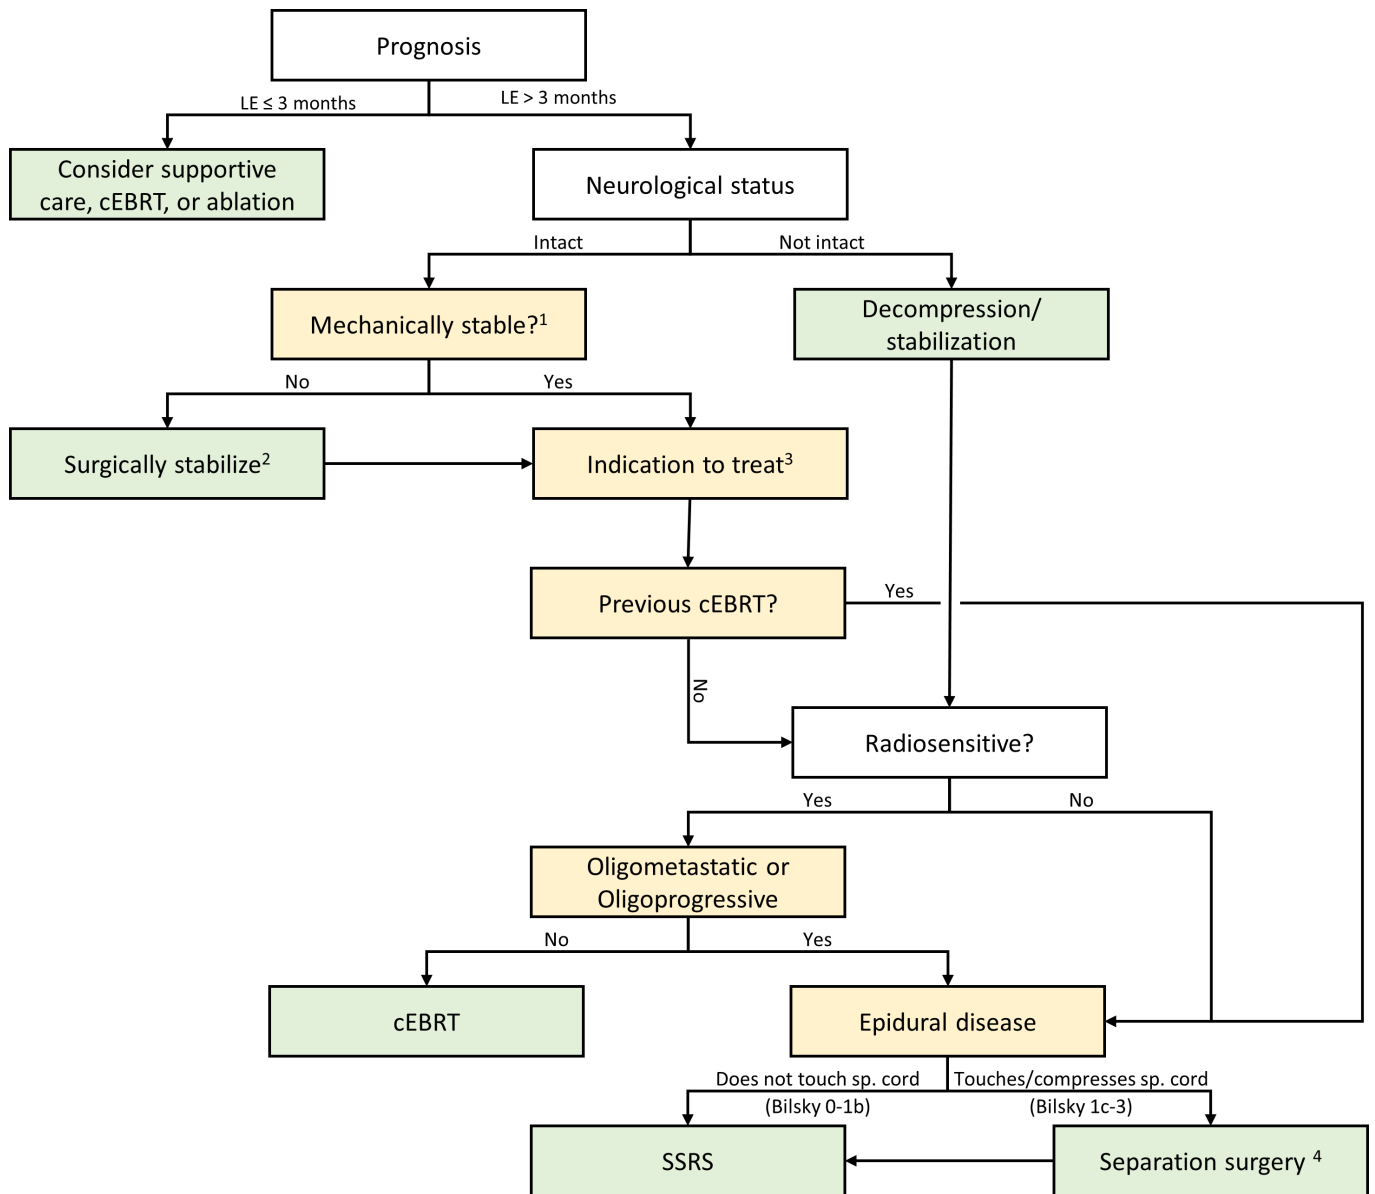 Prognosis
LE ≤ 3 months
LE > 3 months
Consider supportive
care, cEBRT, or ablation
Neurological status
Intact
Not intact
Mechanically stable?¹
Decompression/
stabilization
No
Yes
Surgically stabilize²
Indication to treat³
Previous cEBRT?
Yes
No
Radiosensitive?
Yes
No
Oligometastatic or
Oligoprogressive
No
Yes
cEBRT
Epidural disease
Does not touch sp. cord
(Bilsky 0-1b)
Touches/compresses sp. cord
(Bilsky 1c-3)
SSRS
Separation surgery ⁴